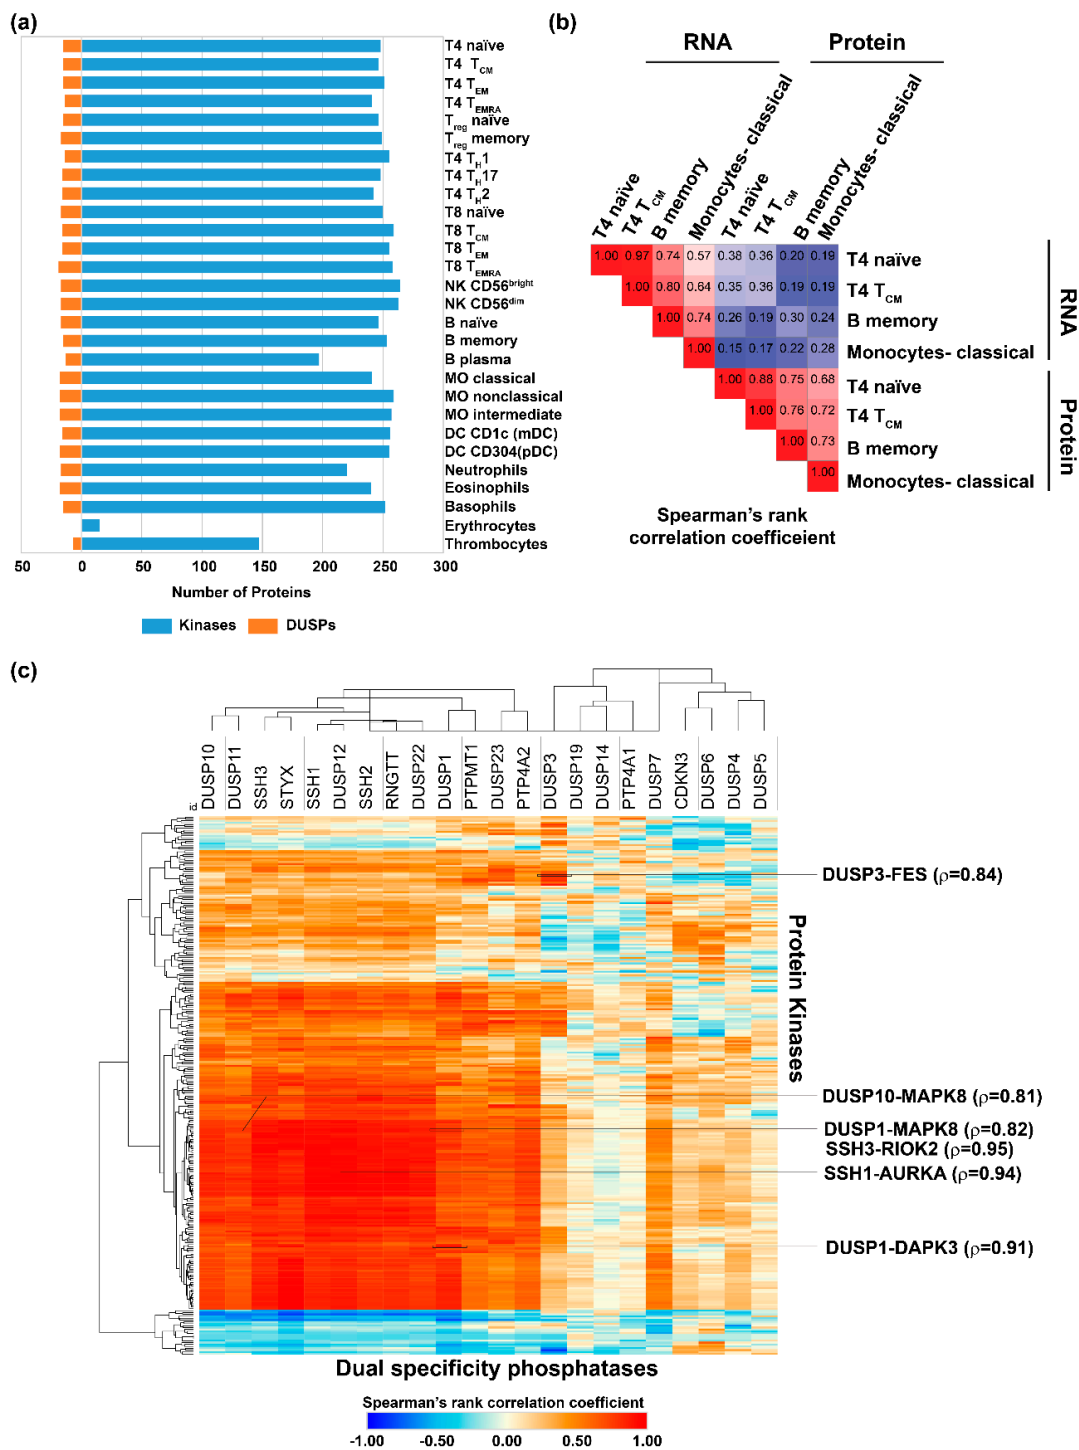 (a)
T4 naïve
T4 TCM
T4 TEM
T4 TEMRA
Treg naïve
Treg memory
T4 TH1
T4 TH17
T4 TH2
T8 naïve
T8 TCM
T8 TEM
T8 TEMRA
NK CD56bright
NK CD56dim
B naïve
B memory
B plasma
MO classical
MO nonclassical
MO intermediate
DC CD1c (mDC)
DC CD304(pDC)
Neutrophils
Eosinophils
Basophils
Erythrocytes
Thrombocytes
50 0 50 100 150 200 250 300
Number of Proteins
Kinases DUSPs
(b)
RNA Protein
T4 naïve
T4 TCM
B memory
Monocytes- classical
T4 naïve
T4 TCM
B memory
Monocytes- classical
1.00 0.97 0.74 0.57 0.38 0.36 0.20 0.19 T4 naïve
1.00 0.80 0.64 0.35 0.36 0.19 0.19 T4 TCM
1.00 0.74 0.26 0.19 0.30 0.24 B memory
1.00 0.15 0.17 0.22 0.28 Monocytes- classical
1.00 0.88 0.75 0.68 T4 naïve
1.00 0.76 0.72 T4 TCM
1.00 0.73 B memory
1.00 Monocytes- classical
RNA
Protein
Spearman's rank
correlation coefficeient
(c)
id
DUSP10
DUSP11
SSH3
STYX
SSH1
DUSP12
SSH2
RNGTT
DUSP22
DUSP1
PTPMT1
DUSP23
PTP4A2
DUSP3
DUSP19
DUSP14
PTP4A1
DUSP7
CDKN3
DUSP6
DUSP4
DUSP5
DUSP3-FES (ρ=0.84)
Protein Kinases
DUSP10-MAPK8 (ρ=0.81)
DUSP1-MAPK8 (ρ=0.82)
SSH3-RIOK2 (ρ=0.95)
SSH1-AURKA (ρ=0.94)
DUSP1-DAPK3 (ρ=0.91)
Dual specificity phosphatases
Spearman's rank correlation coefficient
-1.00 -0.50 0.00 0.50 1.00